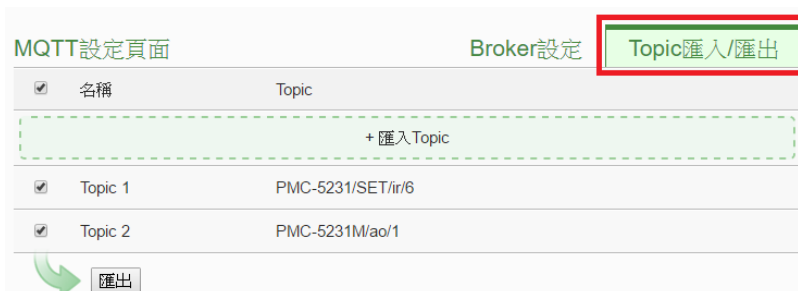 MQTT設定頁面 Broker設定 Topic匯入/匯出
名稱 Topic
+ 匯入Topic
Topic 1 PMC-5231/SET/ir/6
Topic 2 PMC-5231M/ao/1
匯出